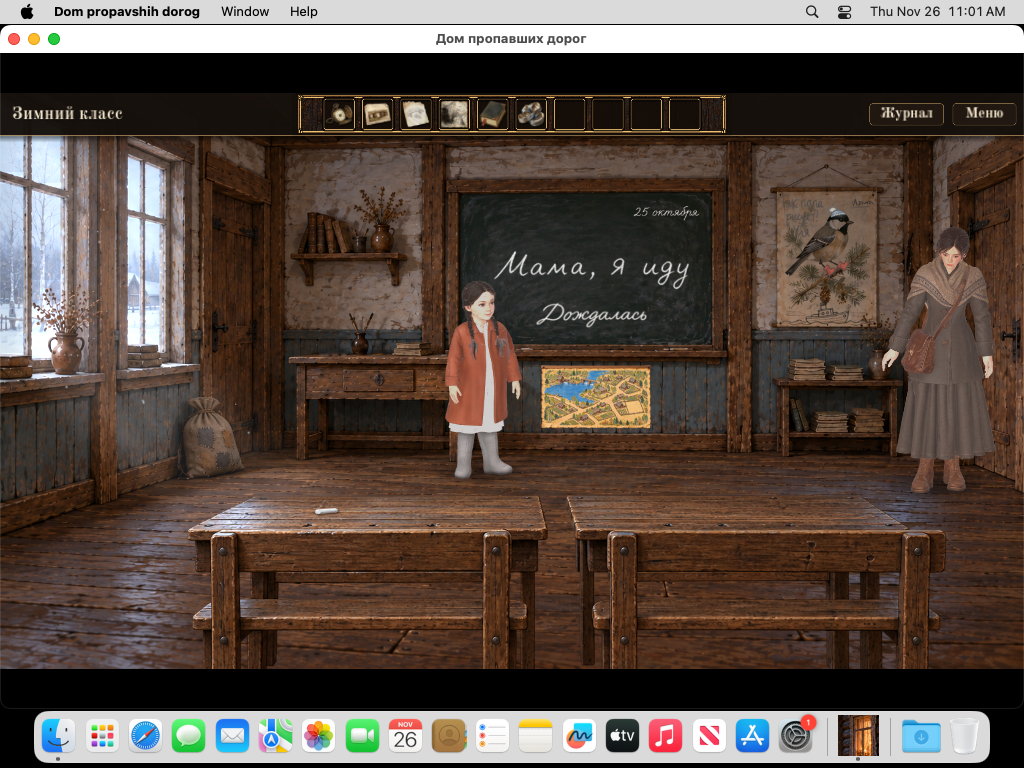 Dom propavshih dorog Window Help Thu Nov 26 11:01 AM
Дом пропавших дорог
Зимний класс Журнал Меню
25 октября
Мама, я иду
Дождалась
NOV
26
tv
1